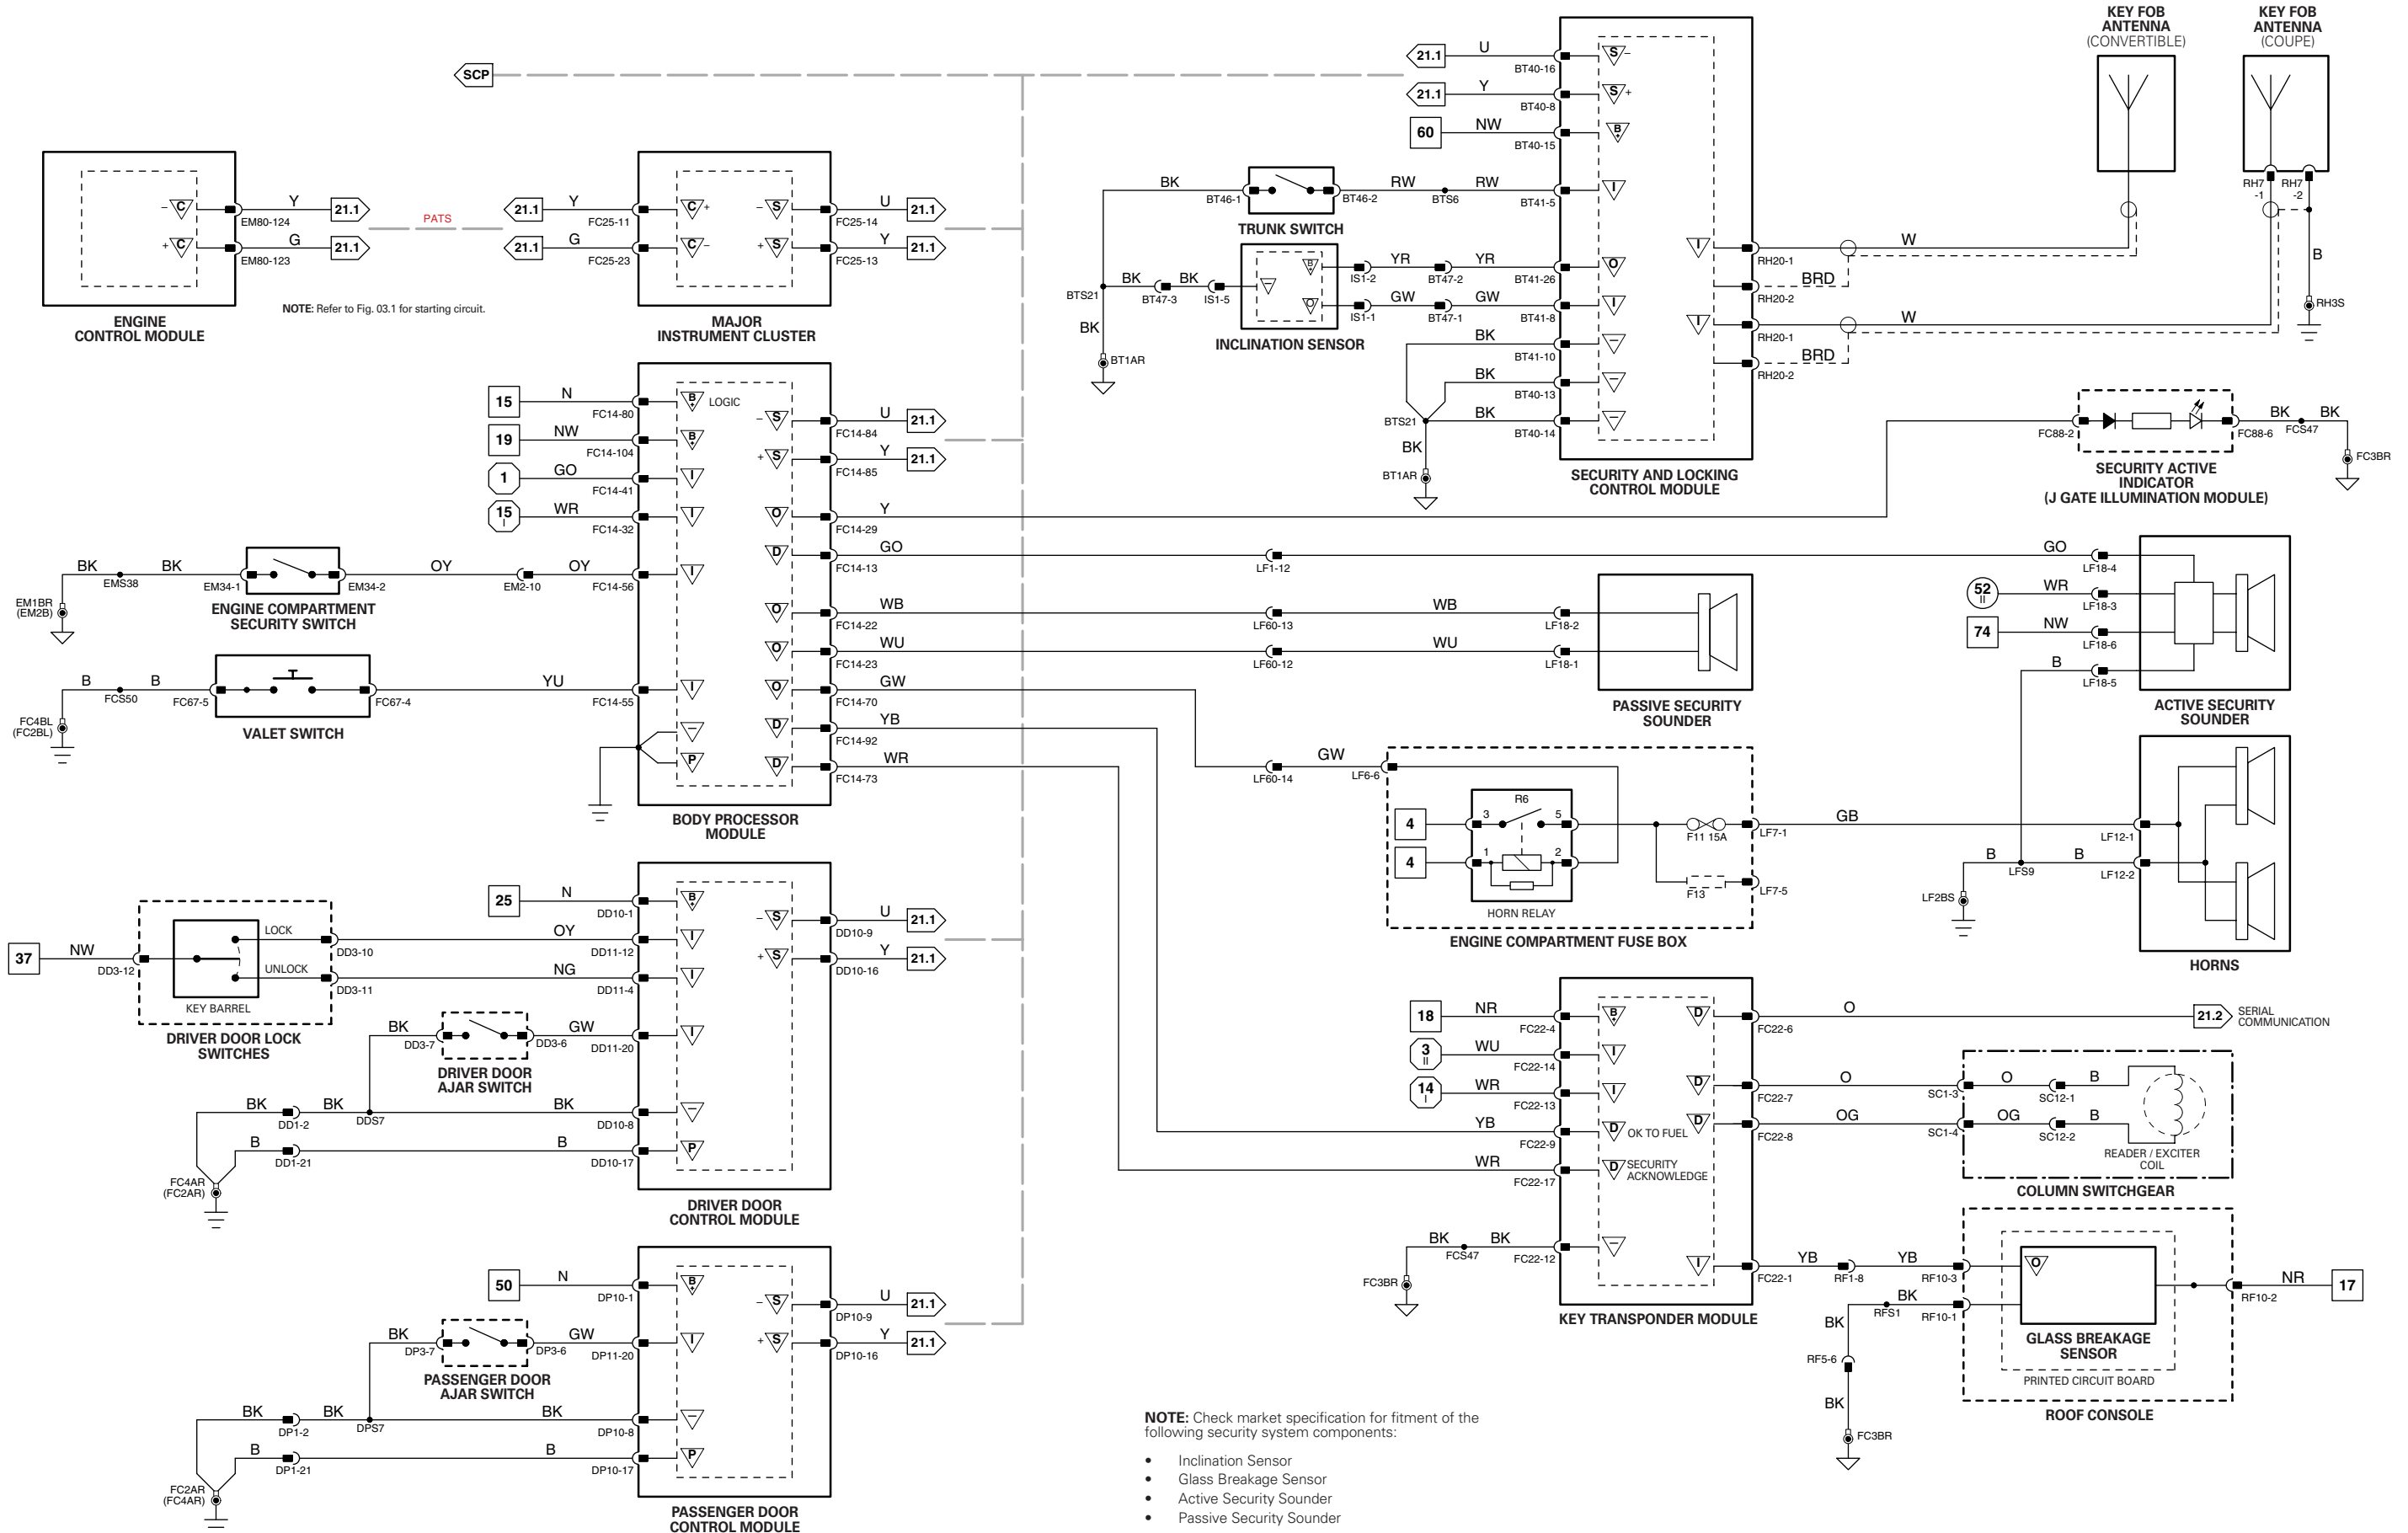 SCP
ENGINE
CONTROL MODULE
– C
+ C
EM80-124
EM80-123
Y
G
21.1
21.1
PATS
NOTE: Refer to Fig. 03.1 for starting circuit.
21.1
21.1
Y
G
FC25-11
FC25-23
C +
C –
– S
+ S
FC25-14
FC25-13
U
Y
21.1
21.1
MAJOR
INSTRUMENT CLUSTER
21.1 U BT40-16 S –
21.1 Y BT40-8 S +
60 NW BT40-15 B+
BK BT46-1 BT46-2 RW BTS6 RW BT41-5 I
TRUNK SWITCH
BTS21 BK BT47-3 BK IS1-5 –
B+ IS1-2 YR BT47-2 YR BT41-26 O
O IS1-1 GW BT47-1 GW BT41-8 I
INCLINATION SENSOR
BK
BT1AR
BK BT41-10 –
BK BT40-13 –
BTS21 BK BT40-14 –
BK
BT1AR
SECURITY AND LOCKING
CONTROL MODULE
I RH20-1 W
RH20-2 BRD
I RH20-1 W
RH20-2 BRD
KEY FOB
ANTENNA
(CONVERTIBLE)
KEY FOB
ANTENNA
(COUPE)
RH7
-1
RH7
-2
B
RH3S
FC88-2
FC88-6
BK
FCS47
BK
FC3BR
SECURITY ACTIVE
INDICATOR
(J GATE ILLUMINATION MODULE)
15 N FC14-80 B+ LOGIC
19 NW FC14-104 B+
1 GO FC14-41 I
15 I WR FC14-32 I
BK EMS38 BK EM34-1 EM34-2 OY EM2-10 OY FC14-56 I
EM1BR
(EM2B)
ENGINE COMPARTMENT
SECURITY SWITCH
B FCS50 B FC67-5 FC67-4 YU FC14-55 I
FC4BL
(FC2BL)
VALET SWITCH
–
P
– S FC14-84 U 21.1
+ S FC14-85 Y 21.1
O FC14-29 Y
D FC14-13 GO LF1-12 GO LF18-4
O FC14-22 WB LF60-13 WB LF18-2
O FC14-23 WU LF60-12 WU LF18-1
O FC14-70 GW
D FC14-92 YB
D FC14-73 WR
BODY PROCESSOR
MODULE
PASSIVE SECURITY
SOUNDER
52 II WR LF18-3
74 NW LF18-6
B LF18-5
ACTIVE SECURITY
SOUNDER
LF60-14 GW LF6-6
R6
4 3 5
4 1 2
HORN RELAY
F11 15A LF7-1 GB LF12-1
F13 LF7-5
ENGINE COMPARTMENT FUSE BOX
B LFS9 B LF12-2
LF2BS
HORNS
37 NW DD3-12
LOCK
UNLOCK
KEY BARREL
DRIVER DOOR LOCK
SWITCHES
25 N DD10-1 B+
DD3-10 OY DD11-12 I
DD3-11 NG DD11-4 I
BK DD3-7 DD3-6 GW DD11-20 I
DRIVER DOOR
AJAR SWITCH
BK DD1-2 BK DDS7 BK DD10-8 –
B DD1-21 B DD10-17 P
FC4AR
(FC2AR)
– S DD10-9 U 21.1
+ S DD10-16 Y 21.1
DRIVER DOOR
CONTROL MODULE
50 N DP10-1 B+
BK DP3-7 DP3-6 GW DP11-20 I
PASSENGER DOOR
AJAR SWITCH
BK DP1-2 BK DPS7 BK DP10-8 –
B DP1-21 B DP10-17 P
FC2AR
(FC4AR)
– S DP10-9 U 21.1
+ S DP10-16 Y 21.1
PASSENGER DOOR
CONTROL MODULE
18 NR FC22-4 B+
3 II WU FC22-14 I
14 I WR FC22-13 I
YB FC22-9 D OK TO FUEL
WR FC22-17 D SECURITY
ACKNOWLEDGE
BK FCS47 BK FC22-12 –
FC3BR
KEY TRANSPONDER MODULE
D FC22-6 O 21.2 SERIAL
COMMUNICATION
D FC22-7 O SC1-3 O SC12-1 B
D FC22-8 OG SC1-4 OG SC12-2 B
READER / EXCITER
COIL
COLUMN SWITCHGEAR
I FC22-1 YB RF1-8 YB RF10-3 O
BK RFS1 RF10-1
BK
RF5-6
BK
FC3BR
GLASS BREAKAGE
SENSOR
PRINTED CIRCUIT BOARD
ROOF CONSOLE
RF10-2 NR 17
NOTE: Check market specification for fitment of the
following security system components:
• Inclination Sensor
• Glass Breakage Sensor
• Active Security Sounder
• Passive Security Sounder